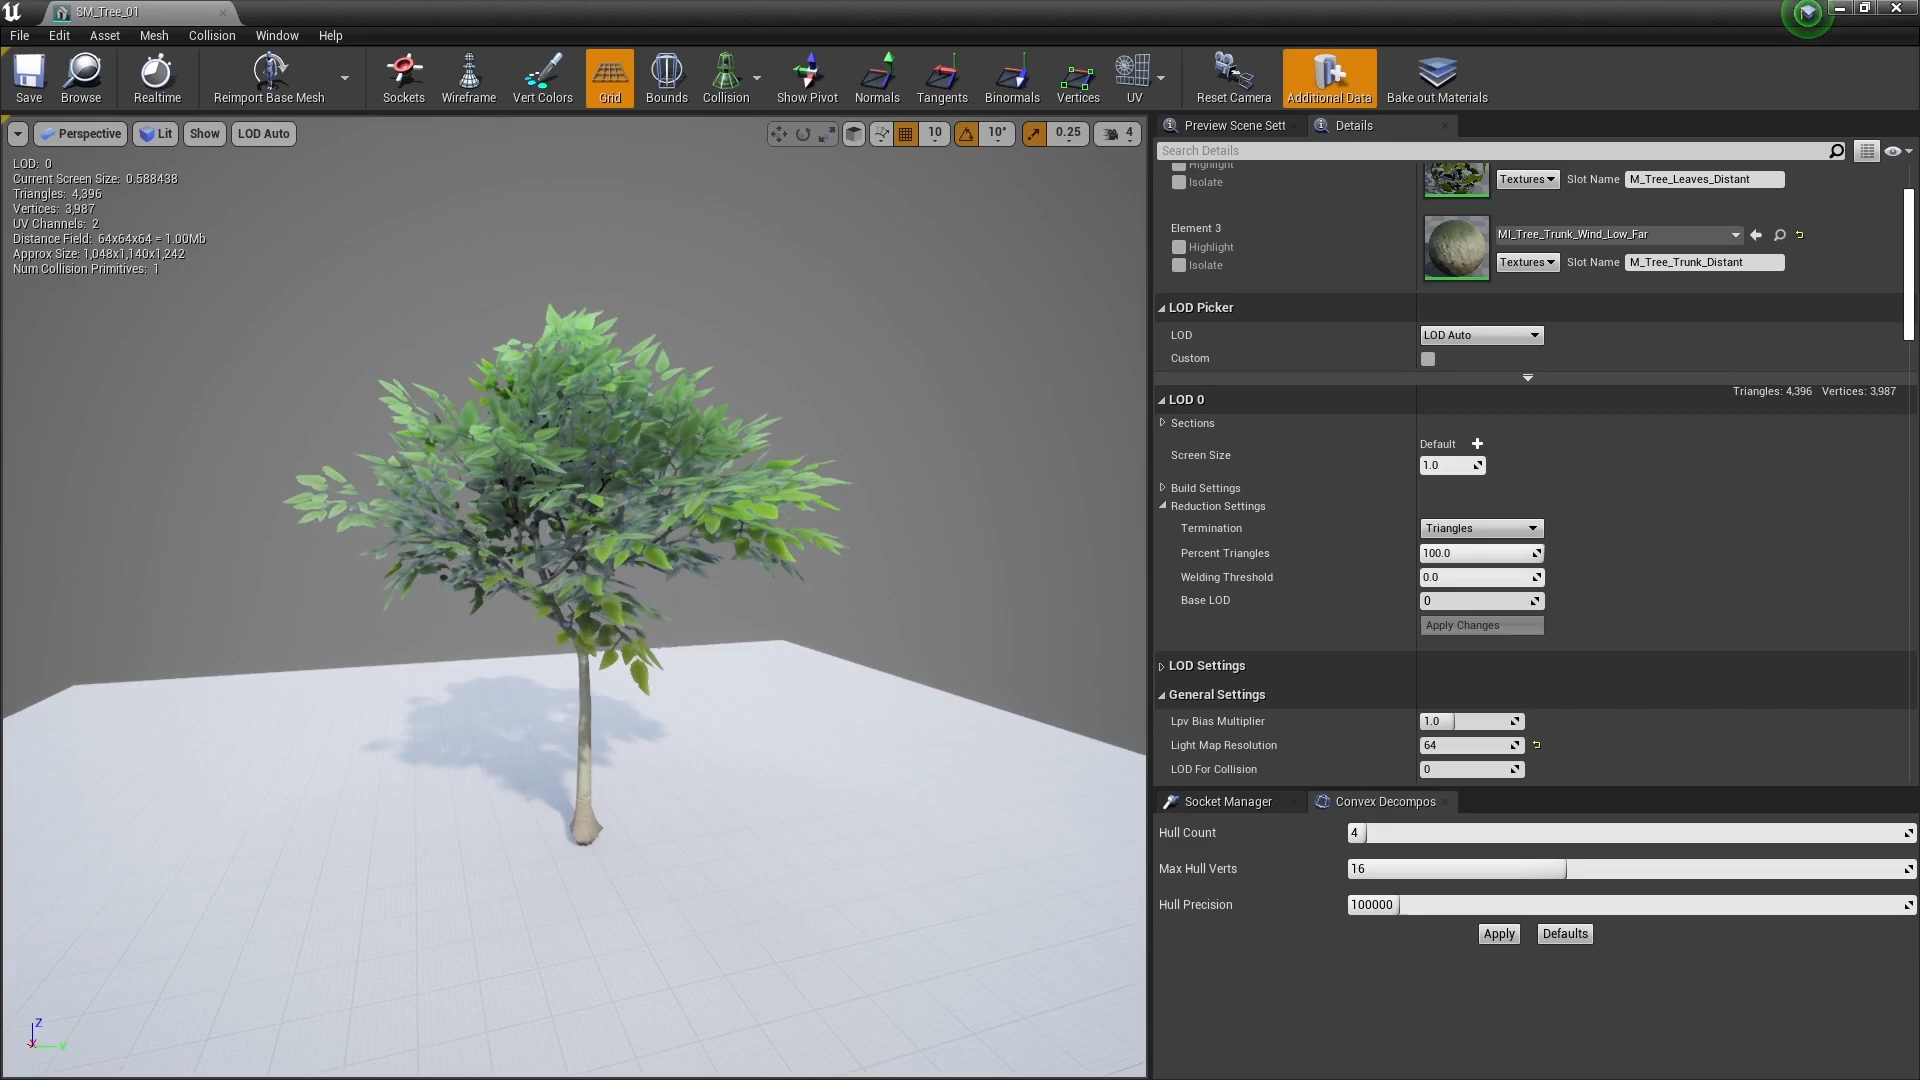 SM_Tree_01
File Edit Asset Mesh Collision Window Help
Save Browse Realtime Reimport Base Mesh Sockets Wireframe Vert Colors Grid Bounds Collision Show Pivot Normals Tangents Binormals Vertices UV Reset Camera Additional Data Bake out Materials
Perspective Lit Show LOD Auto 10 10° 0.25 4
LOD: 0
Current Screen Size: 0.588438
Triangles: 4,396
Vertices: 3,987
UV Channels: 2
Distance Field: 64x64x64 = 1.00Mb
Approx Size: 1,048x1,140x1,242
Num Collision Primitives: 1
Z
X Y
Preview Scene Sett Details
Search Details
Highlight
Isolate Textures Slot Name M_Tree_Leaves_Distant
Element 3 MI_Tree_Trunk_Wind_Low_Far
Highlight
Isolate Textures Slot Name M_Tree_Trunk_Distant
LOD Picker
LOD LOD Auto
Custom
LOD 0 Triangles: 4,396 Vertices: 3,987
Sections
Default
Screen Size 1.0
Build Settings
Reduction Settings
Termination Triangles
Percent Triangles 100.0
Welding Threshold 0.0
Base LOD 0
Apply Changes
LOD Settings
General Settings
Lpv Bias Multiplier 1.0
Light Map Resolution 64
LOD For Collision 0
Socket Manager Convex Decompos
Hull Count 4
Max Hull Verts 16
Hull Precision 100000
Apply Defaults